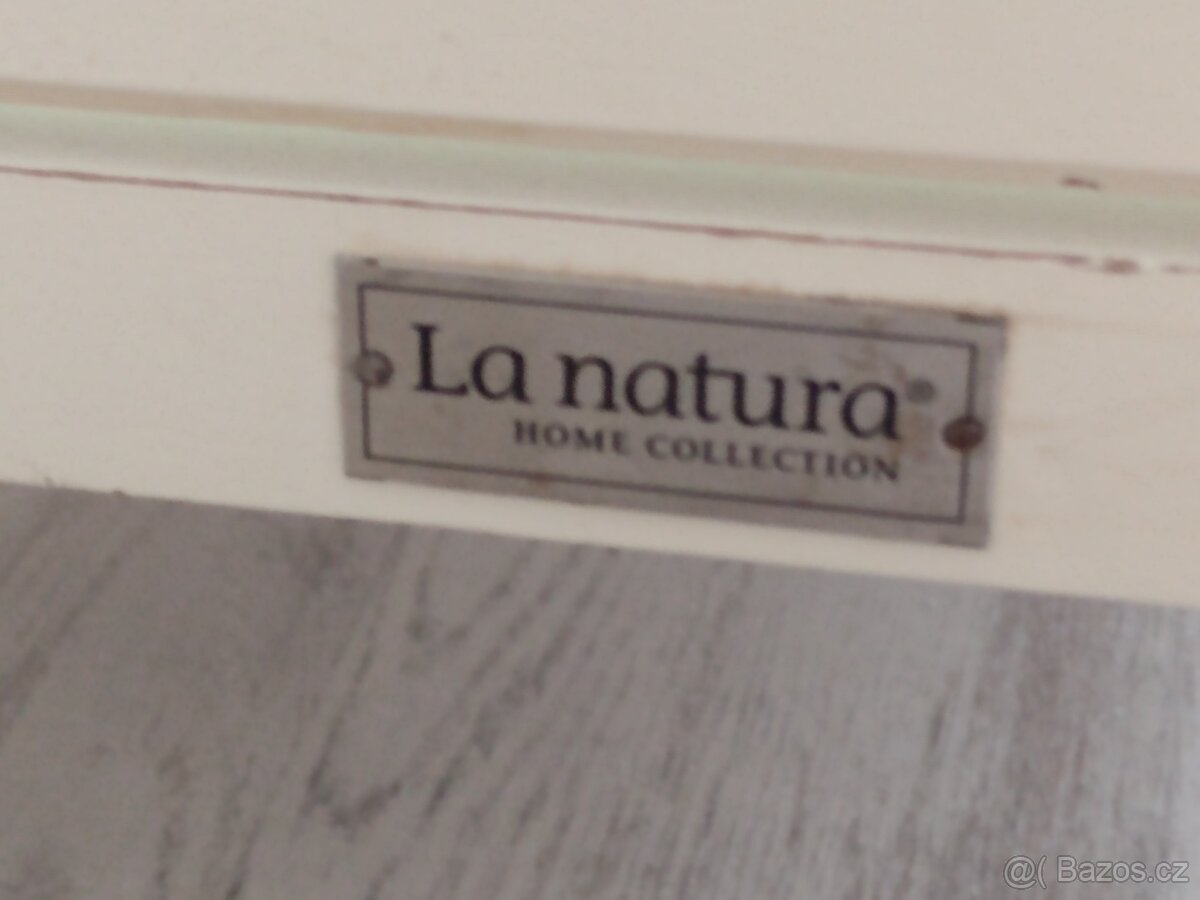 La natura®
HOME COLLECTION
@( Bazos.cz